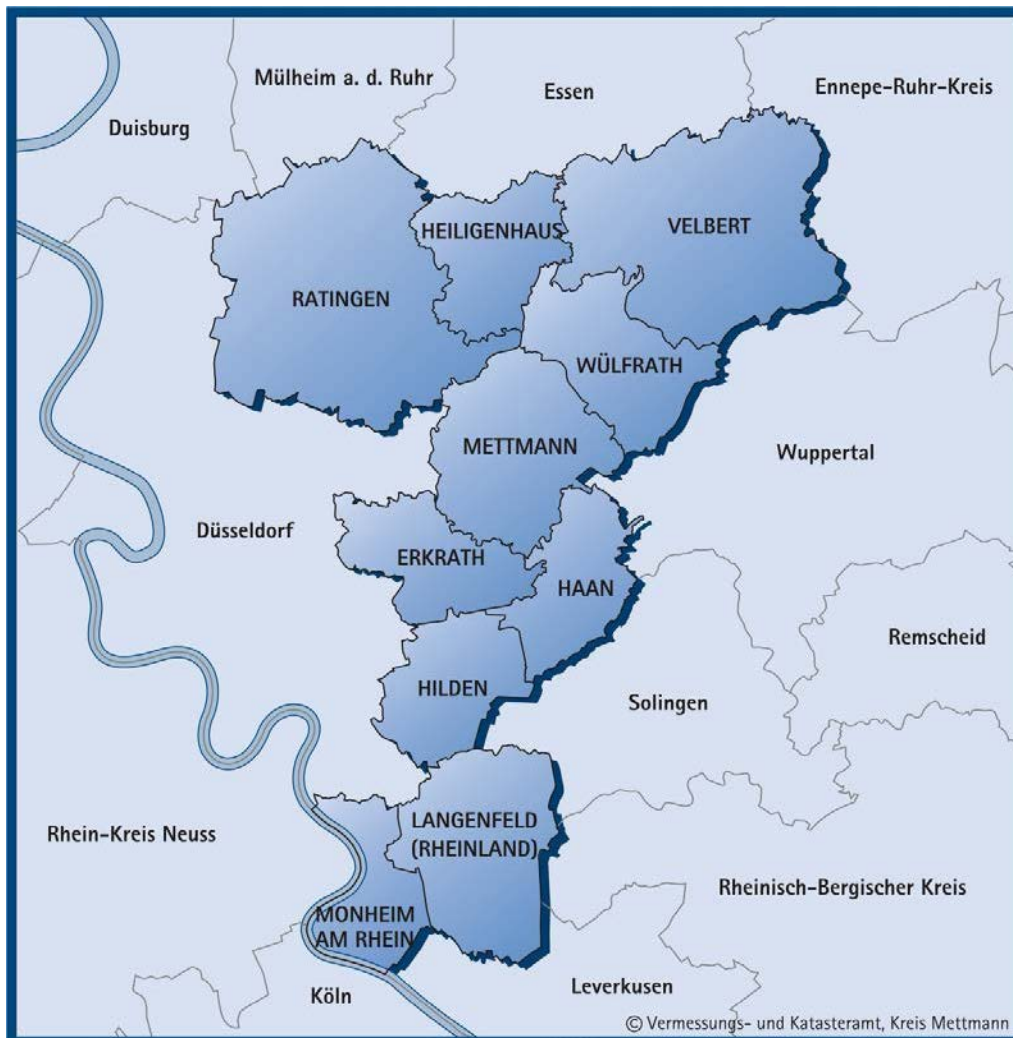 Mülheim a. d. Ruhr
Essen
Ennepe-Ruhr-Kreis
Duisburg
HEILIGENHAUS
VELBERT
RATINGEN
WÜLFRATH
METTMANN
Wuppertal
Düsseldorf
ERKRATH
HAAN
Remscheid
HILDEN
Solingen
LANGENFELD
(RHEINLAND)
Rhein-Kreis Neuss
Rheinisch-Bergischer Kreis
MONHEIM
AM RHEIN
Köln
Leverkusen
© Vermessungs- und Katasteramt, Kreis Mettmann